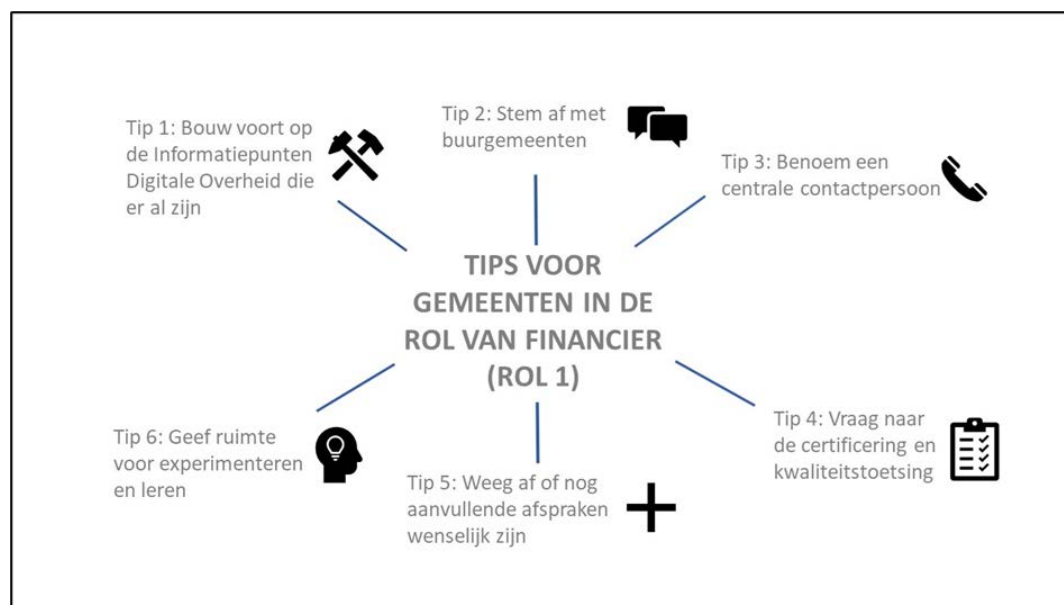 Tip 1: Bouw voort op
de Informatiepunten
Digitale Overheid die
er al zijn
Tip 2: Stem af met
buurgemeenten
Tip 3: Benoem een
centrale contactpersoon
TIPS VOOR
GEMEENTEN IN DE
ROL VAN FINANCIER
(ROL 1)
Tip 4: Vraag naar
de certificering en
kwaliteitstoetsing
Tip 5: Weeg af of nog
aanvullende afspraken
wenselijk zijn
Tip 6: Geef ruimte
voor experimenteren
en leren